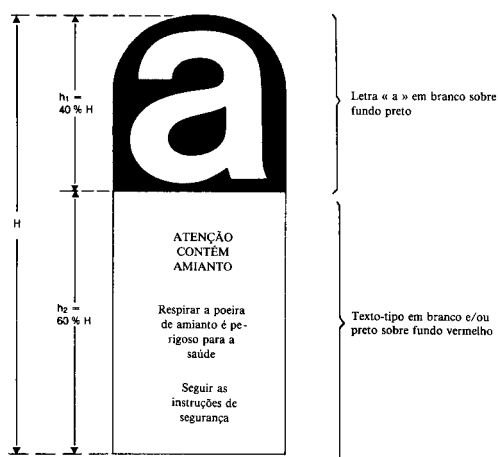 a
h₁ =
40 % H
Letra « a » em branco sobre
fundo preto
H
ATENÇÃO
CONTÉM
AMIANTO
h₂ =
60 % H
Respirar a poeira
de amianto é pe-
rigoso para a
saúde
Texto-tipo em branco e/ou
preto sobre fundo vermelho
Seguir as
instruções de
segurança